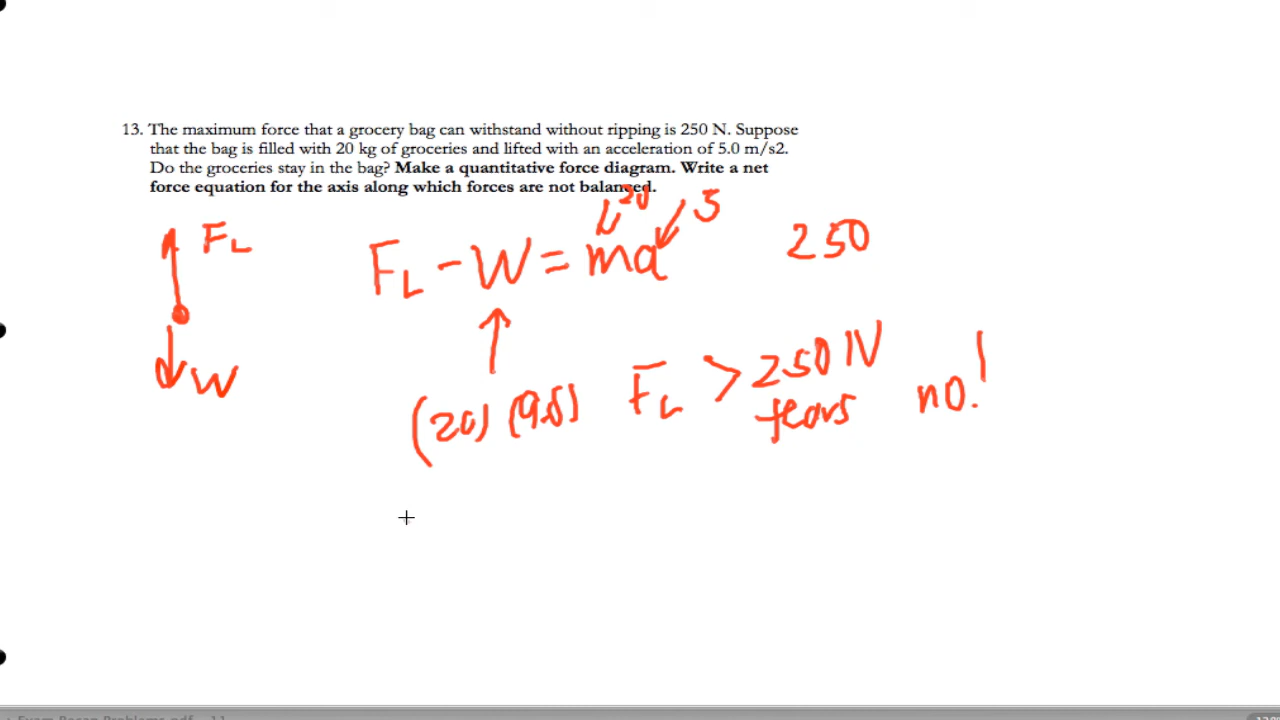 13. The maximum force that a grocery bag can withstand without ripping is 250 N. Suppose
that the bag is filled with 20 kg of groceries and lifted with an acceleration of 5.0 m/s2.
Do the groceries stay in the bag? Make a quantitative force diagram. Write a net
force equation for the axis along which forces are not balanced.
20
5
FL
FL - W = ma
250
W
(20) (9.8)
FL > 250 N
tears
no!